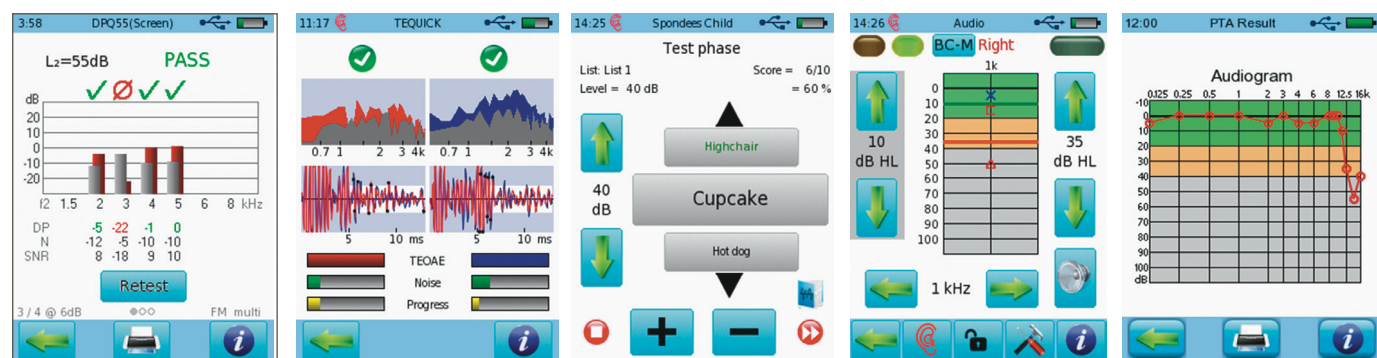 3:58 DPQ55(Screen)
L₂=55dB PASS
dB
20
10
0
-10
-20
f2 1.5 2 3 4 5 6 8 kHz
DP -5 -22 -1 0
N -12 -5 -10 -10
SNR 8 -18 9 10
Retest
3 / 4 @ 6dB FM multi
i
11:17 TEQUICK
0.7 1 2 3 4k 0.7 1 2 3 4k
5 10 ms 5 10 ms
TEOAE
Noise
Progress
i
14:25 Spondees Child
Test phase
List: List 1 Score = 6/10
Level = 40 dB = 60 %
Highchair
40
dB
Cupcake
Hot dog
14:26 Audio
BC-M Right
1k
0
10
20
30
40
50
60
70
80
90
100
10
dB HL
35
dB HL
1 kHz
i
12:00 PTA Result
Audiogram
0.125 0.25 0.5 1 2 3 4 6 8 12.5 16k
-10
0
10
20
30
40
50
60
70
80
90
100
dB
i